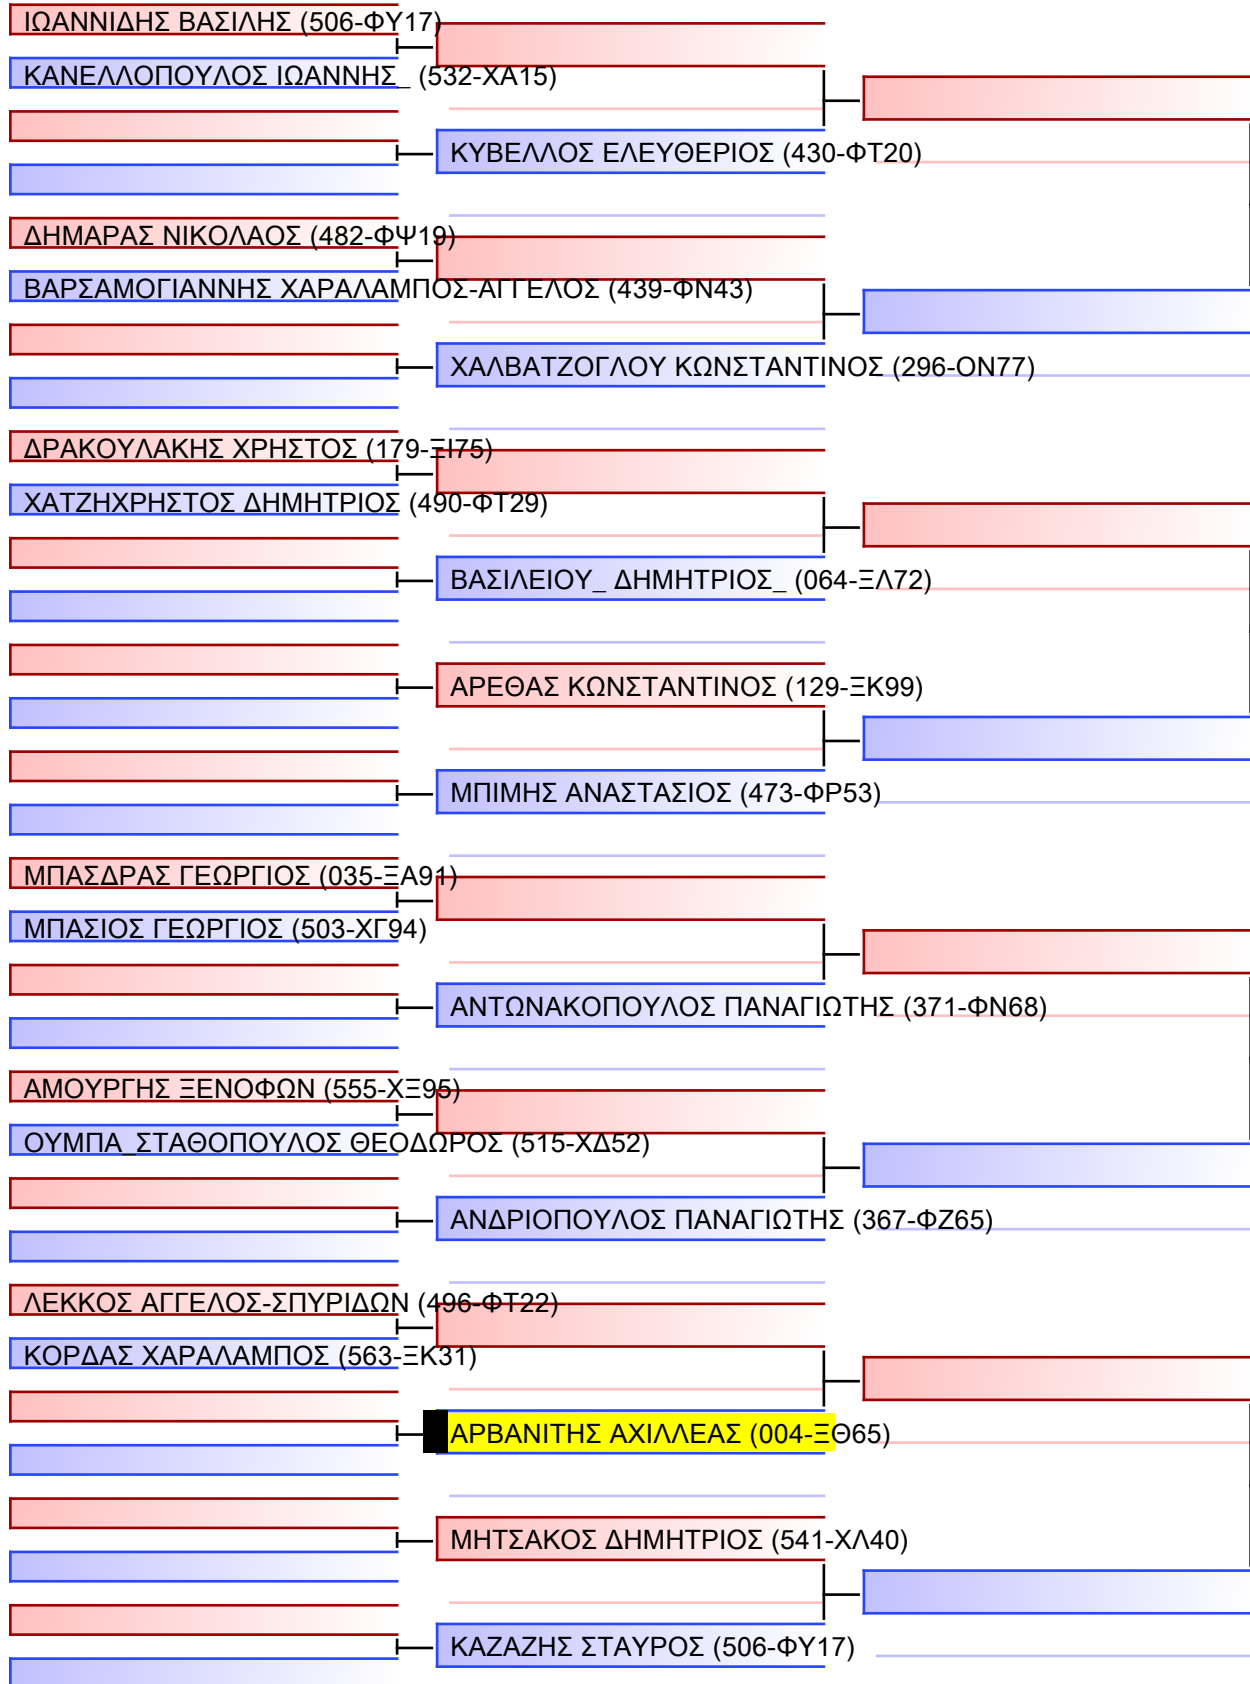 ΙΩΑΝΝΙΔΗΣ ΒΑΣΙΛΗΣ (506-ΦΥ17)
ΚΑΝΕΛΛΟΠΟΥΛΟΣ ΙΩΑΝΝΗΣ_ (532-ΧΑ15)
ΚΥΒΕΛΛΟΣ ΕΛΕΥΘΕΡΙΟΣ (430-ΦΤ20)
ΔΗΜΑΡΑΣ ΝΙΚΟΛΑΟΣ (482-ΦΨ19)
ΒΑΡΣΑΜΟΓΙΑΝΝΗΣ ΧΑΡΑΛΑΜΠΟΣ-ΑΓΓΕΛΟΣ (439-ΦΝ43)
ΧΑΛΒΑΤΖΟΓΛΟΥ ΚΩΝΣΤΑΝΤΙΝΟΣ (296-ΟΝ77)
ΔΡΑΚΟΥΛΑΚΗΣ ΧΡΗΣΤΟΣ (179-ΞΙ75)
ΧΑΤΖΗΧΡΗΣΤΟΣ ΔΗΜΗΤΡΙΟΣ (490-ΦΤ29)
ΒΑΣΙΛΕΙΟΥ_ ΔΗΜΗΤΡΙΟΣ_ (064-ΞΛ72)
ΑΡΕΘΑΣ ΚΩΝΣΤΑΝΤΙΝΟΣ (129-ΞΚ99)
ΜΠΙΜΗΣ ΑΝΑΣΤΑΣΙΟΣ (473-ΦΡ53)
ΜΠΑΣΔΡΑΣ ΓΕΩΡΓΙΟΣ (035-ΞΑ91)
ΜΠΑΣΙΟΣ ΓΕΩΡΓΙΟΣ (503-ΧΓ94)
ΑΝΤΩΝΑΚΟΠΟΥΛΟΣ ΠΑΝΑΓΙΩΤΗΣ (371-ΦΝ68)
ΑΜΟΥΡΓΗΣ ΞΕΝΟΦΩΝ (555-ΧΞ95)
ΟΥΜΠΑ_ΣΤΑΘΟΠΟΥΛΟΣ ΘΕΟΔΩΡΟΣ (515-ΧΔ52)
ΑΝΔΡΙΟΠΟΥΛΟΣ ΠΑΝΑΓΙΩΤΗΣ (367-ΦΖ65)
ΛΕΚΚΟΣ ΑΓΓΕΛΟΣ-ΣΠΥΡΙΔΩΝ (496-ΦΤ22)
ΚΟΡΔΑΣ ΧΑΡΑΛΑΜΠΟΣ (563-ΞΚ31)
ΑΡΒΑΝΙΤΗΣ ΑΧΙΛΛΕΑΣ (004-ΞΘ65)
ΜΗΤΣΑΚΟΣ ΔΗΜΗΤΡΙΟΣ (541-ΧΛ40)
ΚΑΖΑΖΗΣ ΣΤΑΥΡΟΣ (506-ΦΥ17)